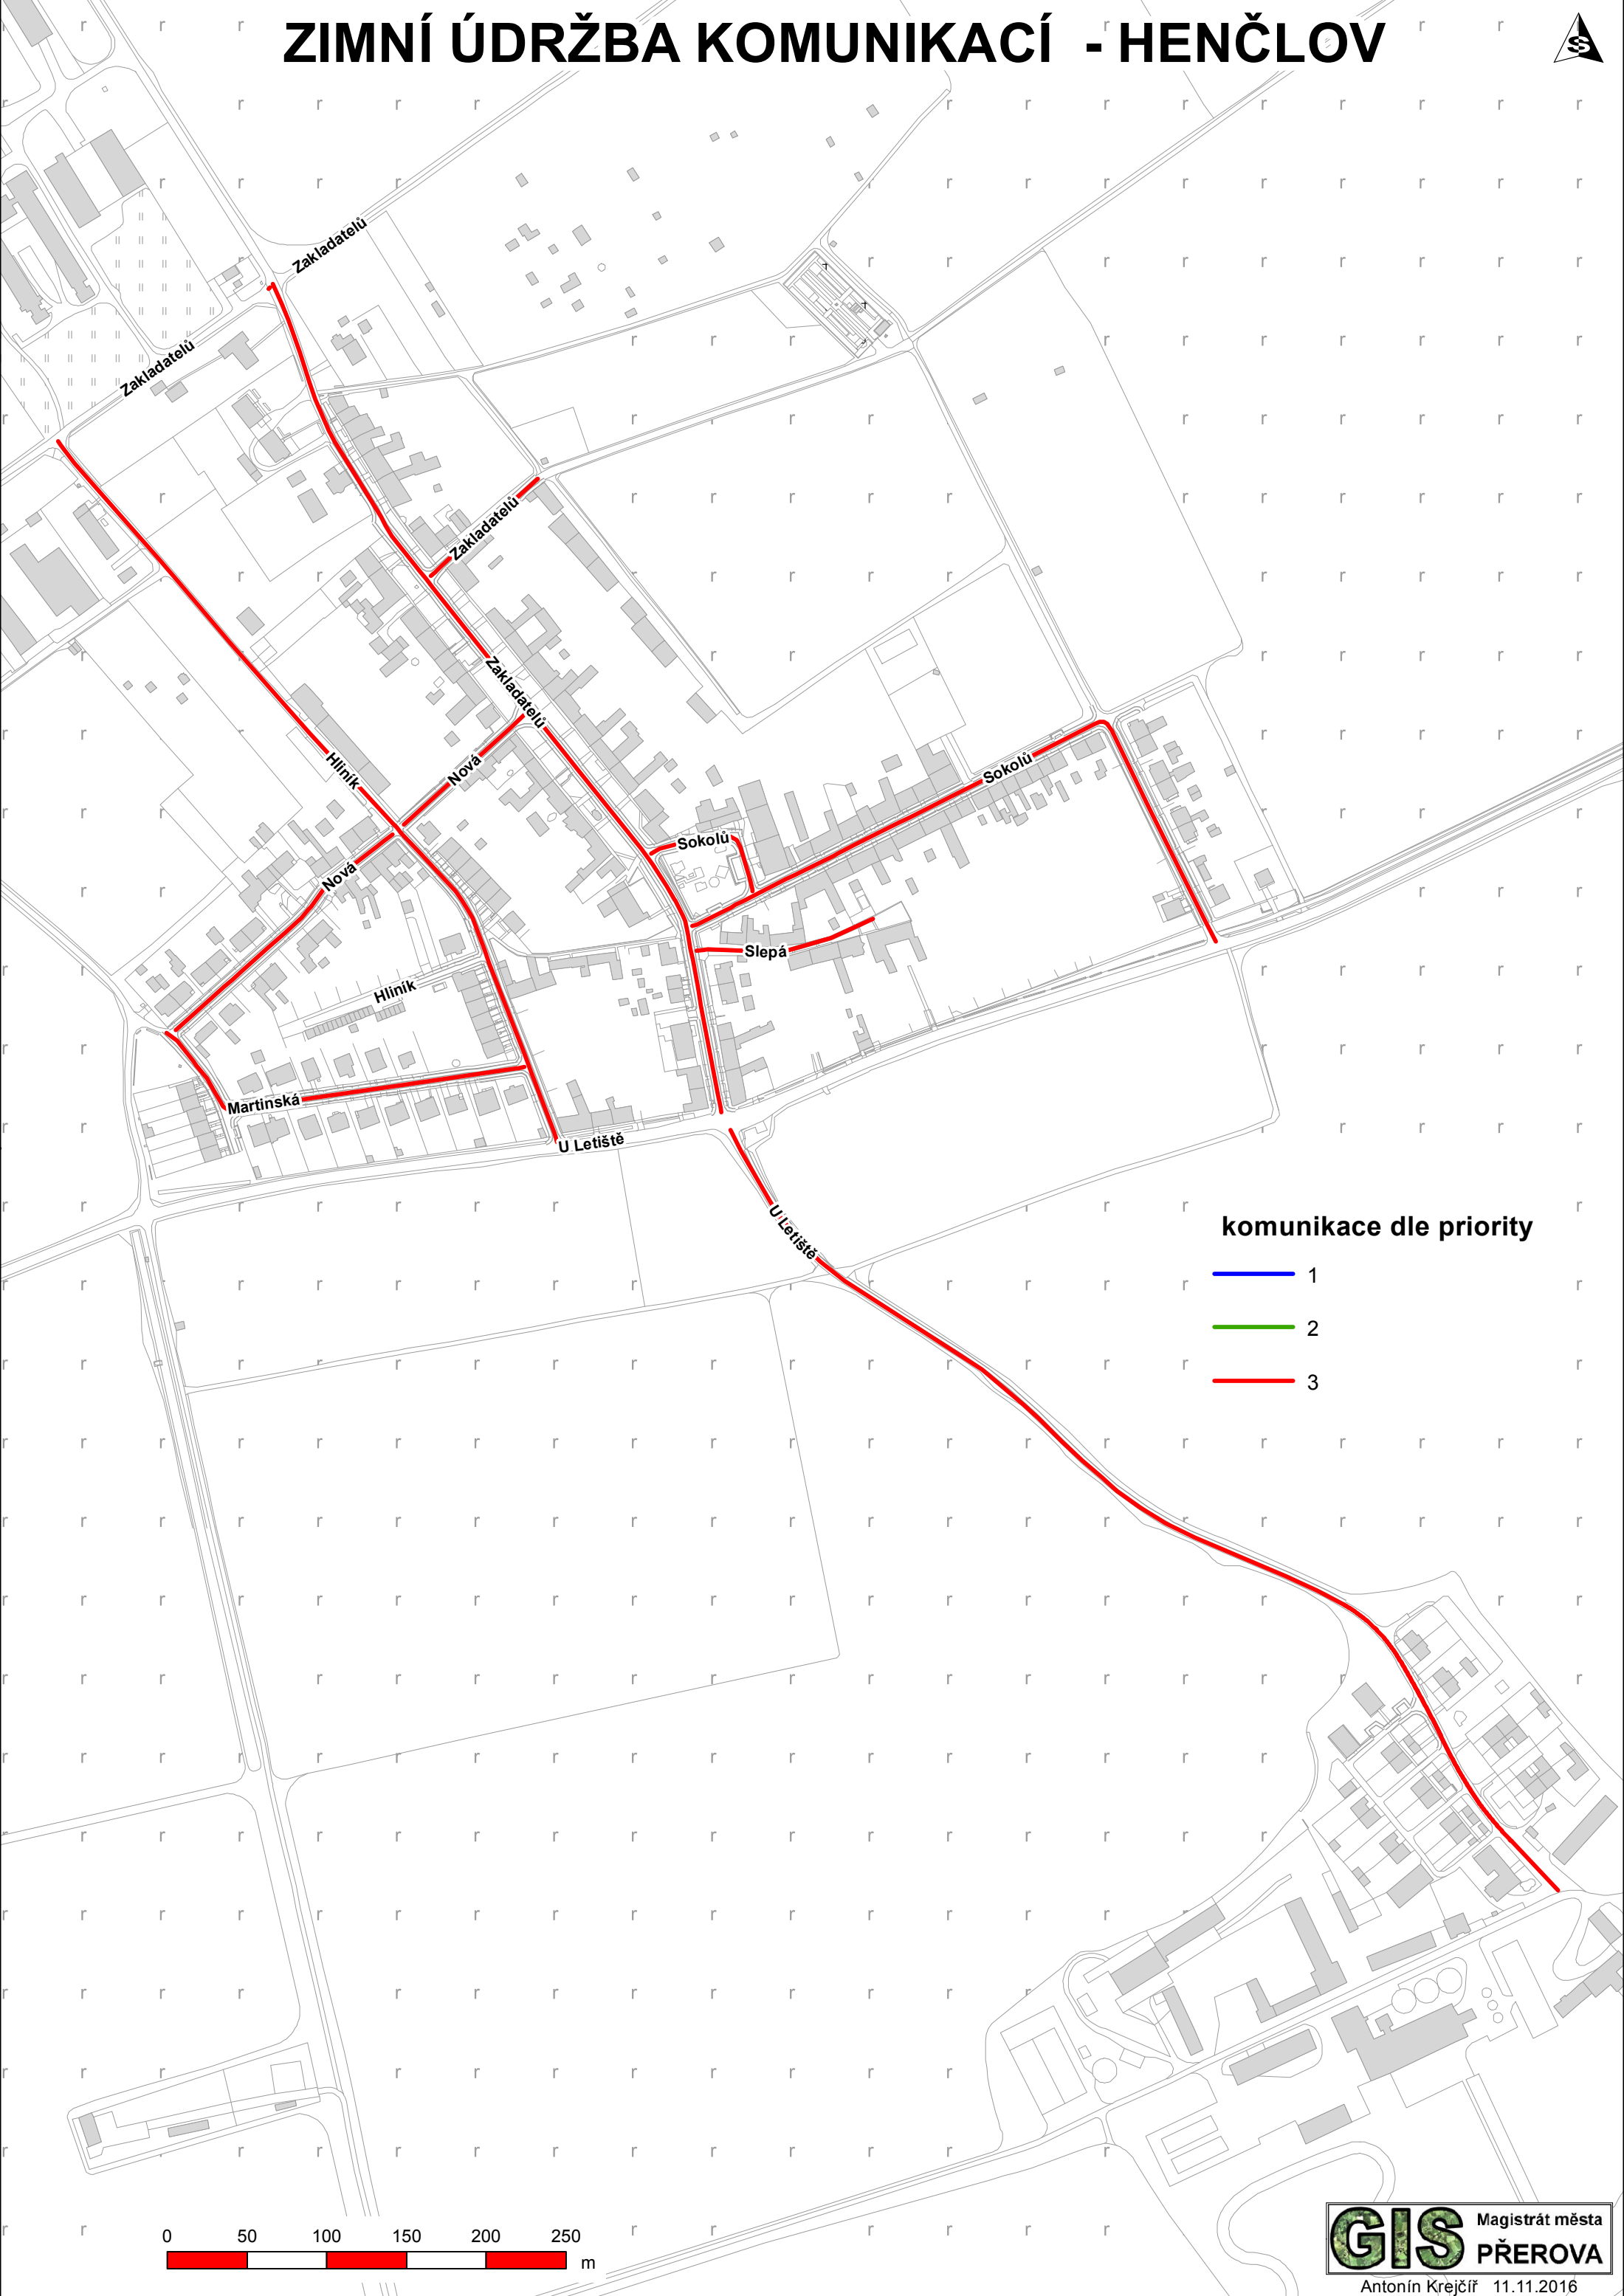 ZIMNÍ ÚDRŽBA KOMUNIKACÍ - HENČLOV
S
Zakladatelů
Zakladatelů
Zakladatelů
Zakladatelů
Hliník
Nová
Sokolů
Sokolů
Nová
Slepá
Hliník
Martinská
U Letiště
U Letiště
komunikace dle priority
1
2
3
0 50 100 150 200 250
m
GIS
Magistrát města
PŘEROVA
Antonín Krejčíř 11.11.2016